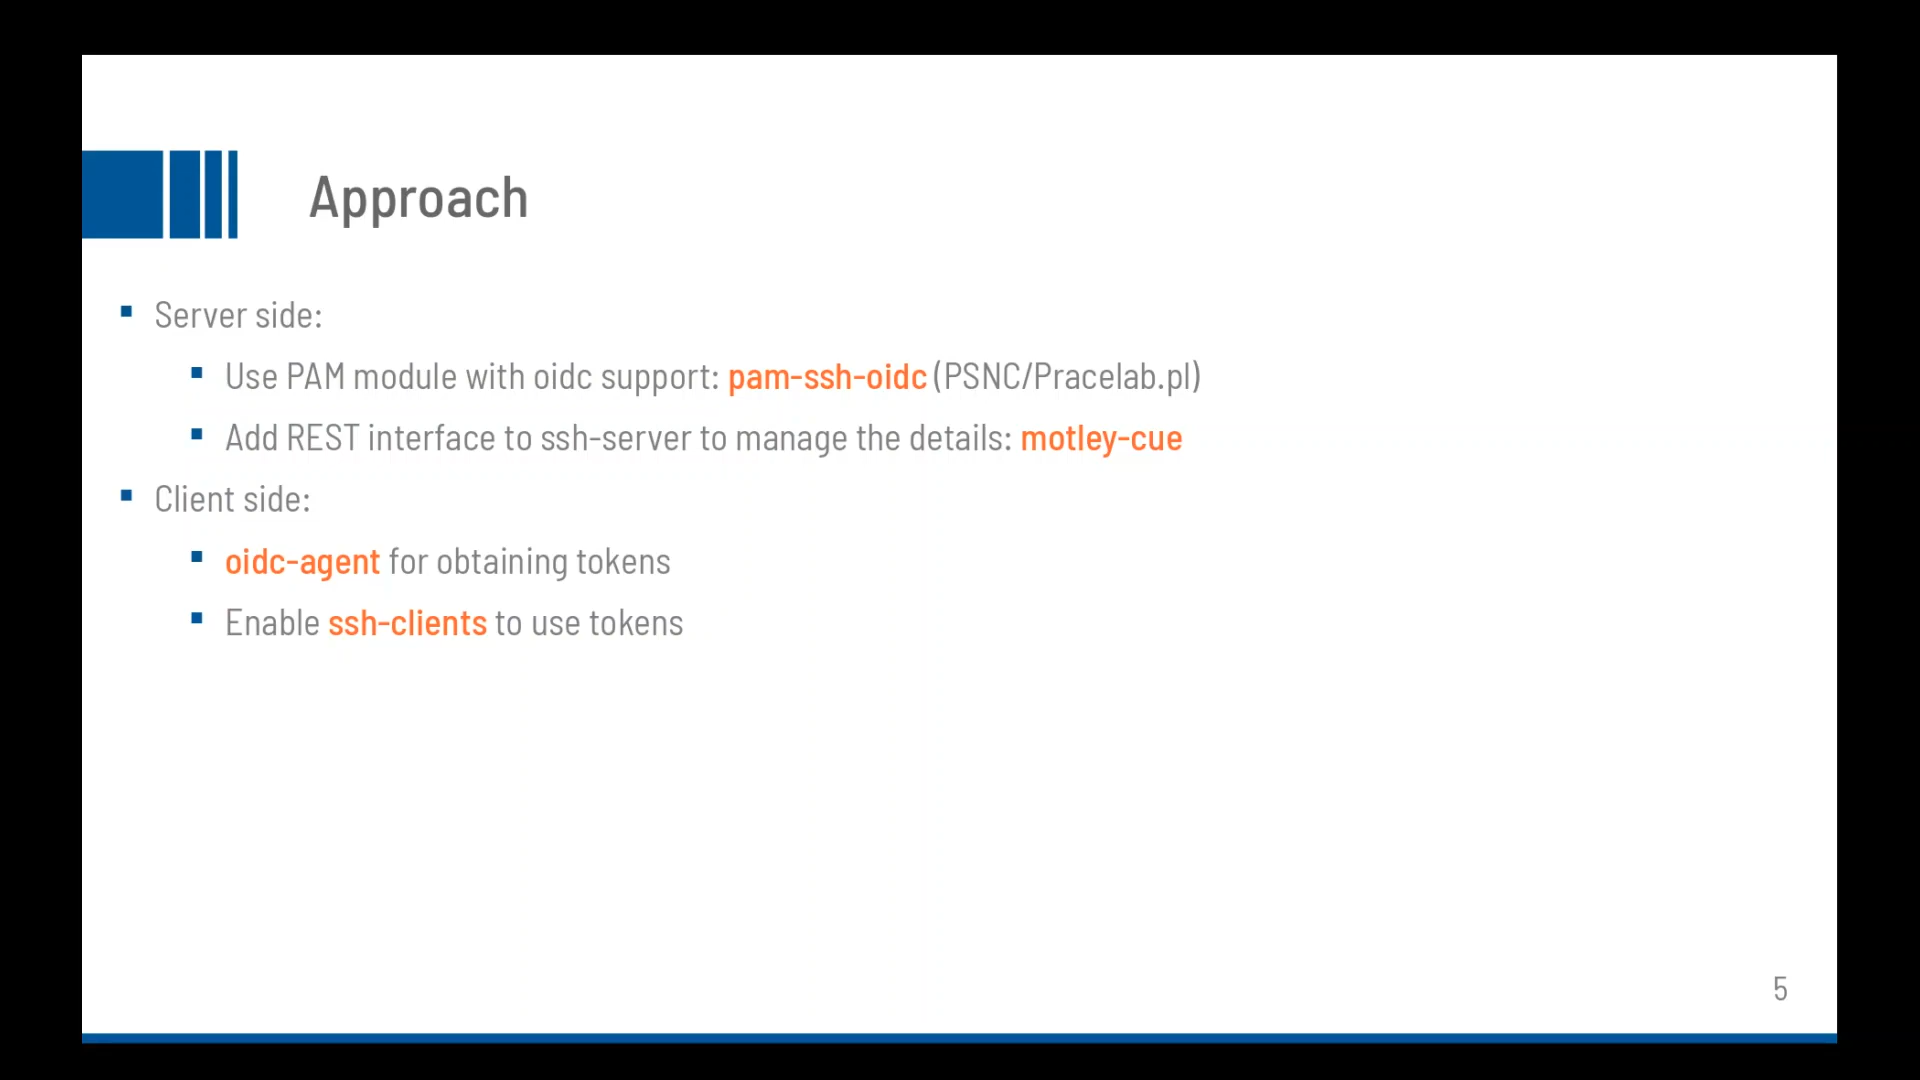 Approach
Server side:
Use PAM module with oidc support: pam-ssh-oidc (PSNC/Pracelab.pl)
Add REST interface to ssh-server to manage the details: motley-cue
Client side:
oidc-agent for obtaining tokens
Enable ssh-clients to use tokens
5